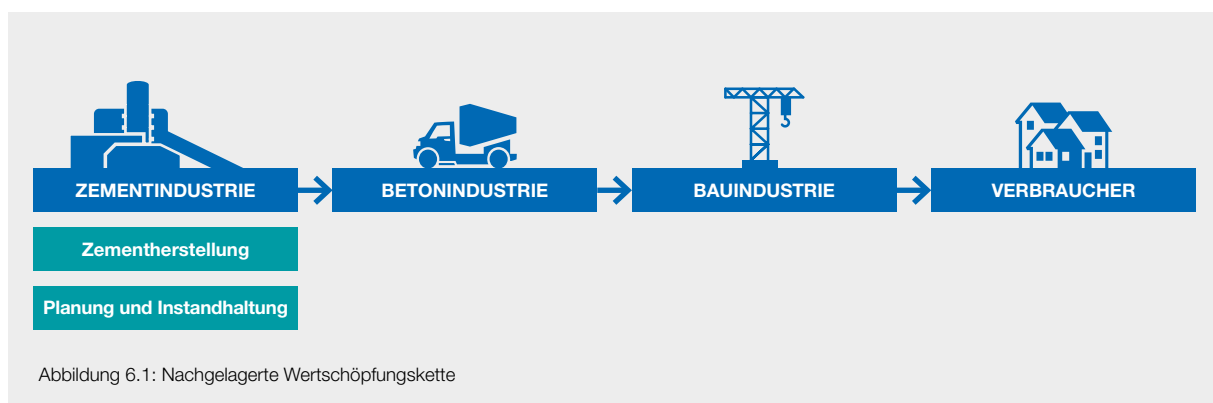 ZEMENTINDUSTRIE
BETONINDUSTRIE
BAUINDUSTRIE
VERBRAUCHER
Zementherstellung
Planung und Instandhaltung
Abbildung 6.1: Nachgelagerte Wertschöpfungskette